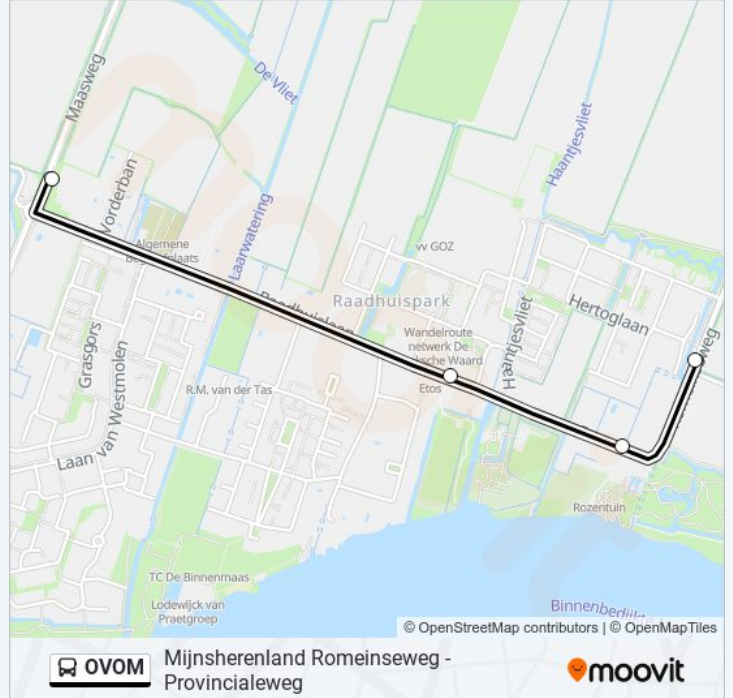 De Vliet
Maasweg
Haantjesvliet
Vorderban
Laarwatering
Algemene
vv GOZ
Raadhuispark
Hertoglaan
Haantjesvliet
Wandelroute
netwerk De
Waard
Grasgors
Etos
R.M. van der Tas
Laan van Westmolen
Rozentuin
TC De Binnenmaas
Lodewijck van
Praetgroep
© OpenStreetMap contributors | © OpenMapTiles
OVOM
Mijnsherenland Romeinseweg -
Provincialeweg
moovit